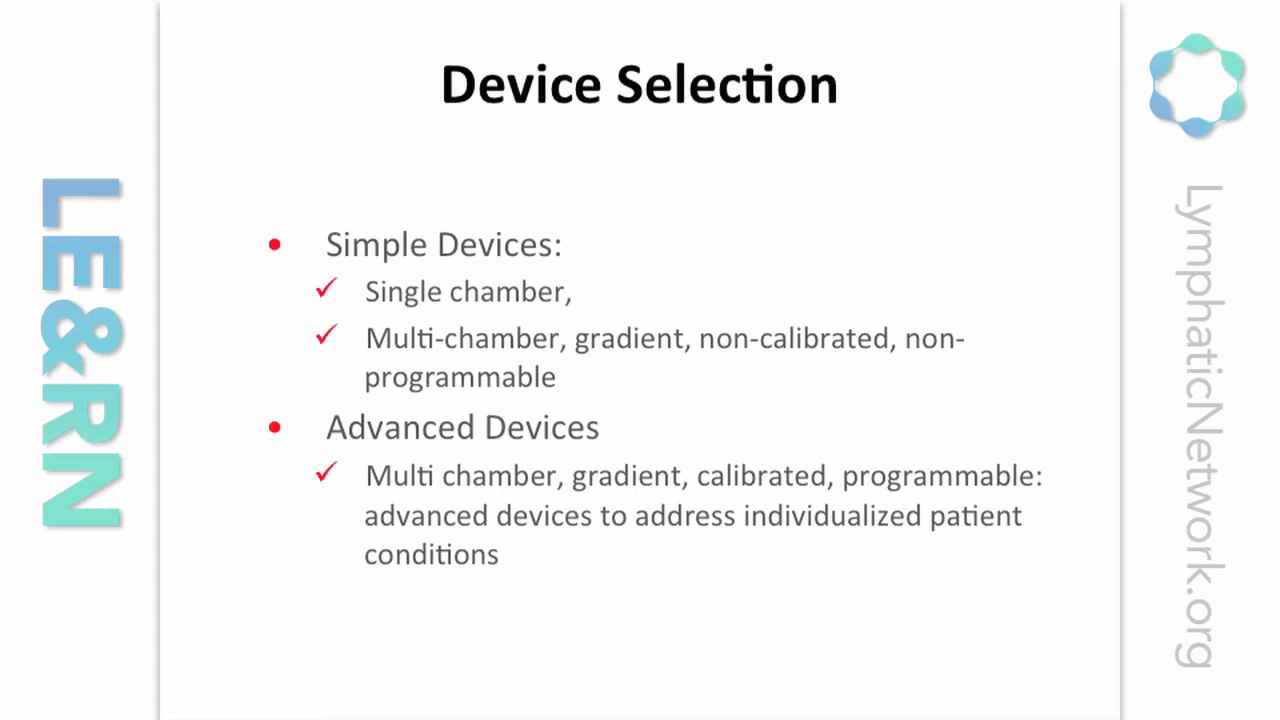 Device Selection
LE&RN
• Simple Devices:
✓ Single chamber,
✓ Multi-chamber, gradient, non-calibrated, non-
programmable
• Advanced Devices
✓ Multi chamber, gradient, calibrated, programmable:
advanced devices to address individualized patient
conditions
LymphaticNetwork.org